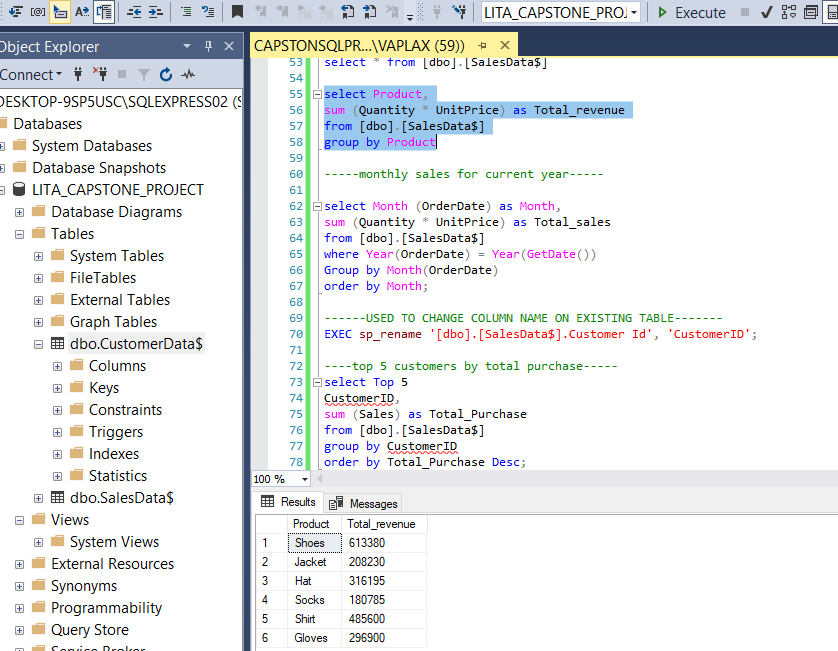 LITA_CAPSTONE_PROJ
Execute
Object Explorer
CAPSTONSQLPR...\VAPLAX (59))
Connect
DESKTOP-9SP5USC\SQLEXPRESS02 (S
Databases
System Databases
Database Snapshots
LITA_CAPSTONE_PROJECT
Database Diagrams
Tables
System Tables
FileTables
External Tables
Graph Tables
dbo.CustomerData$
Columns
Keys
Constraints
Triggers
Indexes
Statistics
dbo.SalesData$
Views
System Views
External Resources
Synonyms
Programmability
Query Store
Service Broker
53 select * from [dbo].[SalesData$]
54
55 select Product,
56 sum (Quantity * UnitPrice) as Total_revenue
57 from [dbo].[SalesData$]
58 group by Product
59
60 -----monthly sales for current year-----
61
62 select Month (OrderDate) as Month,
63 sum (Quantity * UnitPrice) as Total_sales
64 from [dbo].[SalesData$]
65 where Year(OrderDate) = Year(GetDate())
66 Group by Month(OrderDate)
67 order by Month;
68
69 ------USED TO CHANGE COLUMN NAME ON EXISTING TABLE-------
70 EXEC sp_rename '[dbo].[SalesData$].Customer Id', 'CustomerID';
71
72 ----top 5 customers by total purchase-----
73 select Top 5
74 CustomerID,
75 sum (Sales) as Total_Purchase
76 from [dbo].[SalesData$]
77 group by CustomerID
78 order by Total_Purchase Desc;
100 %
Results Messages
Product Total_revenue
1 Shoes 613380
2 Jacket 208230
3 Hat 316195
4 Socks 180785
5 Shirt 485600
6 Gloves 296900